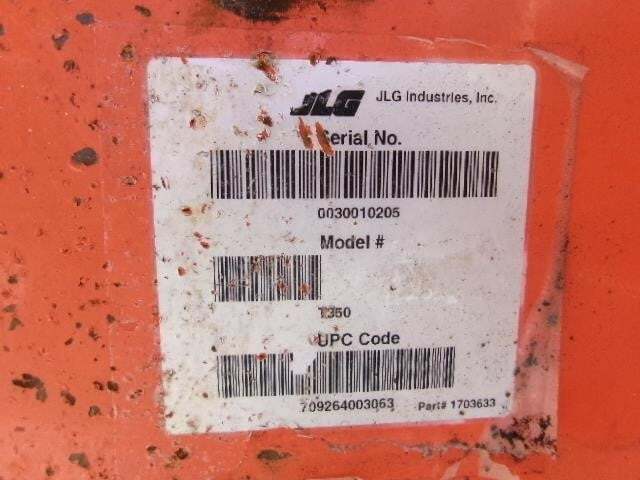 JLG JLG Industries, Inc.
Serial No.
0030010205
Model #
T350
UPC Code
709264003063 Part# 1703633